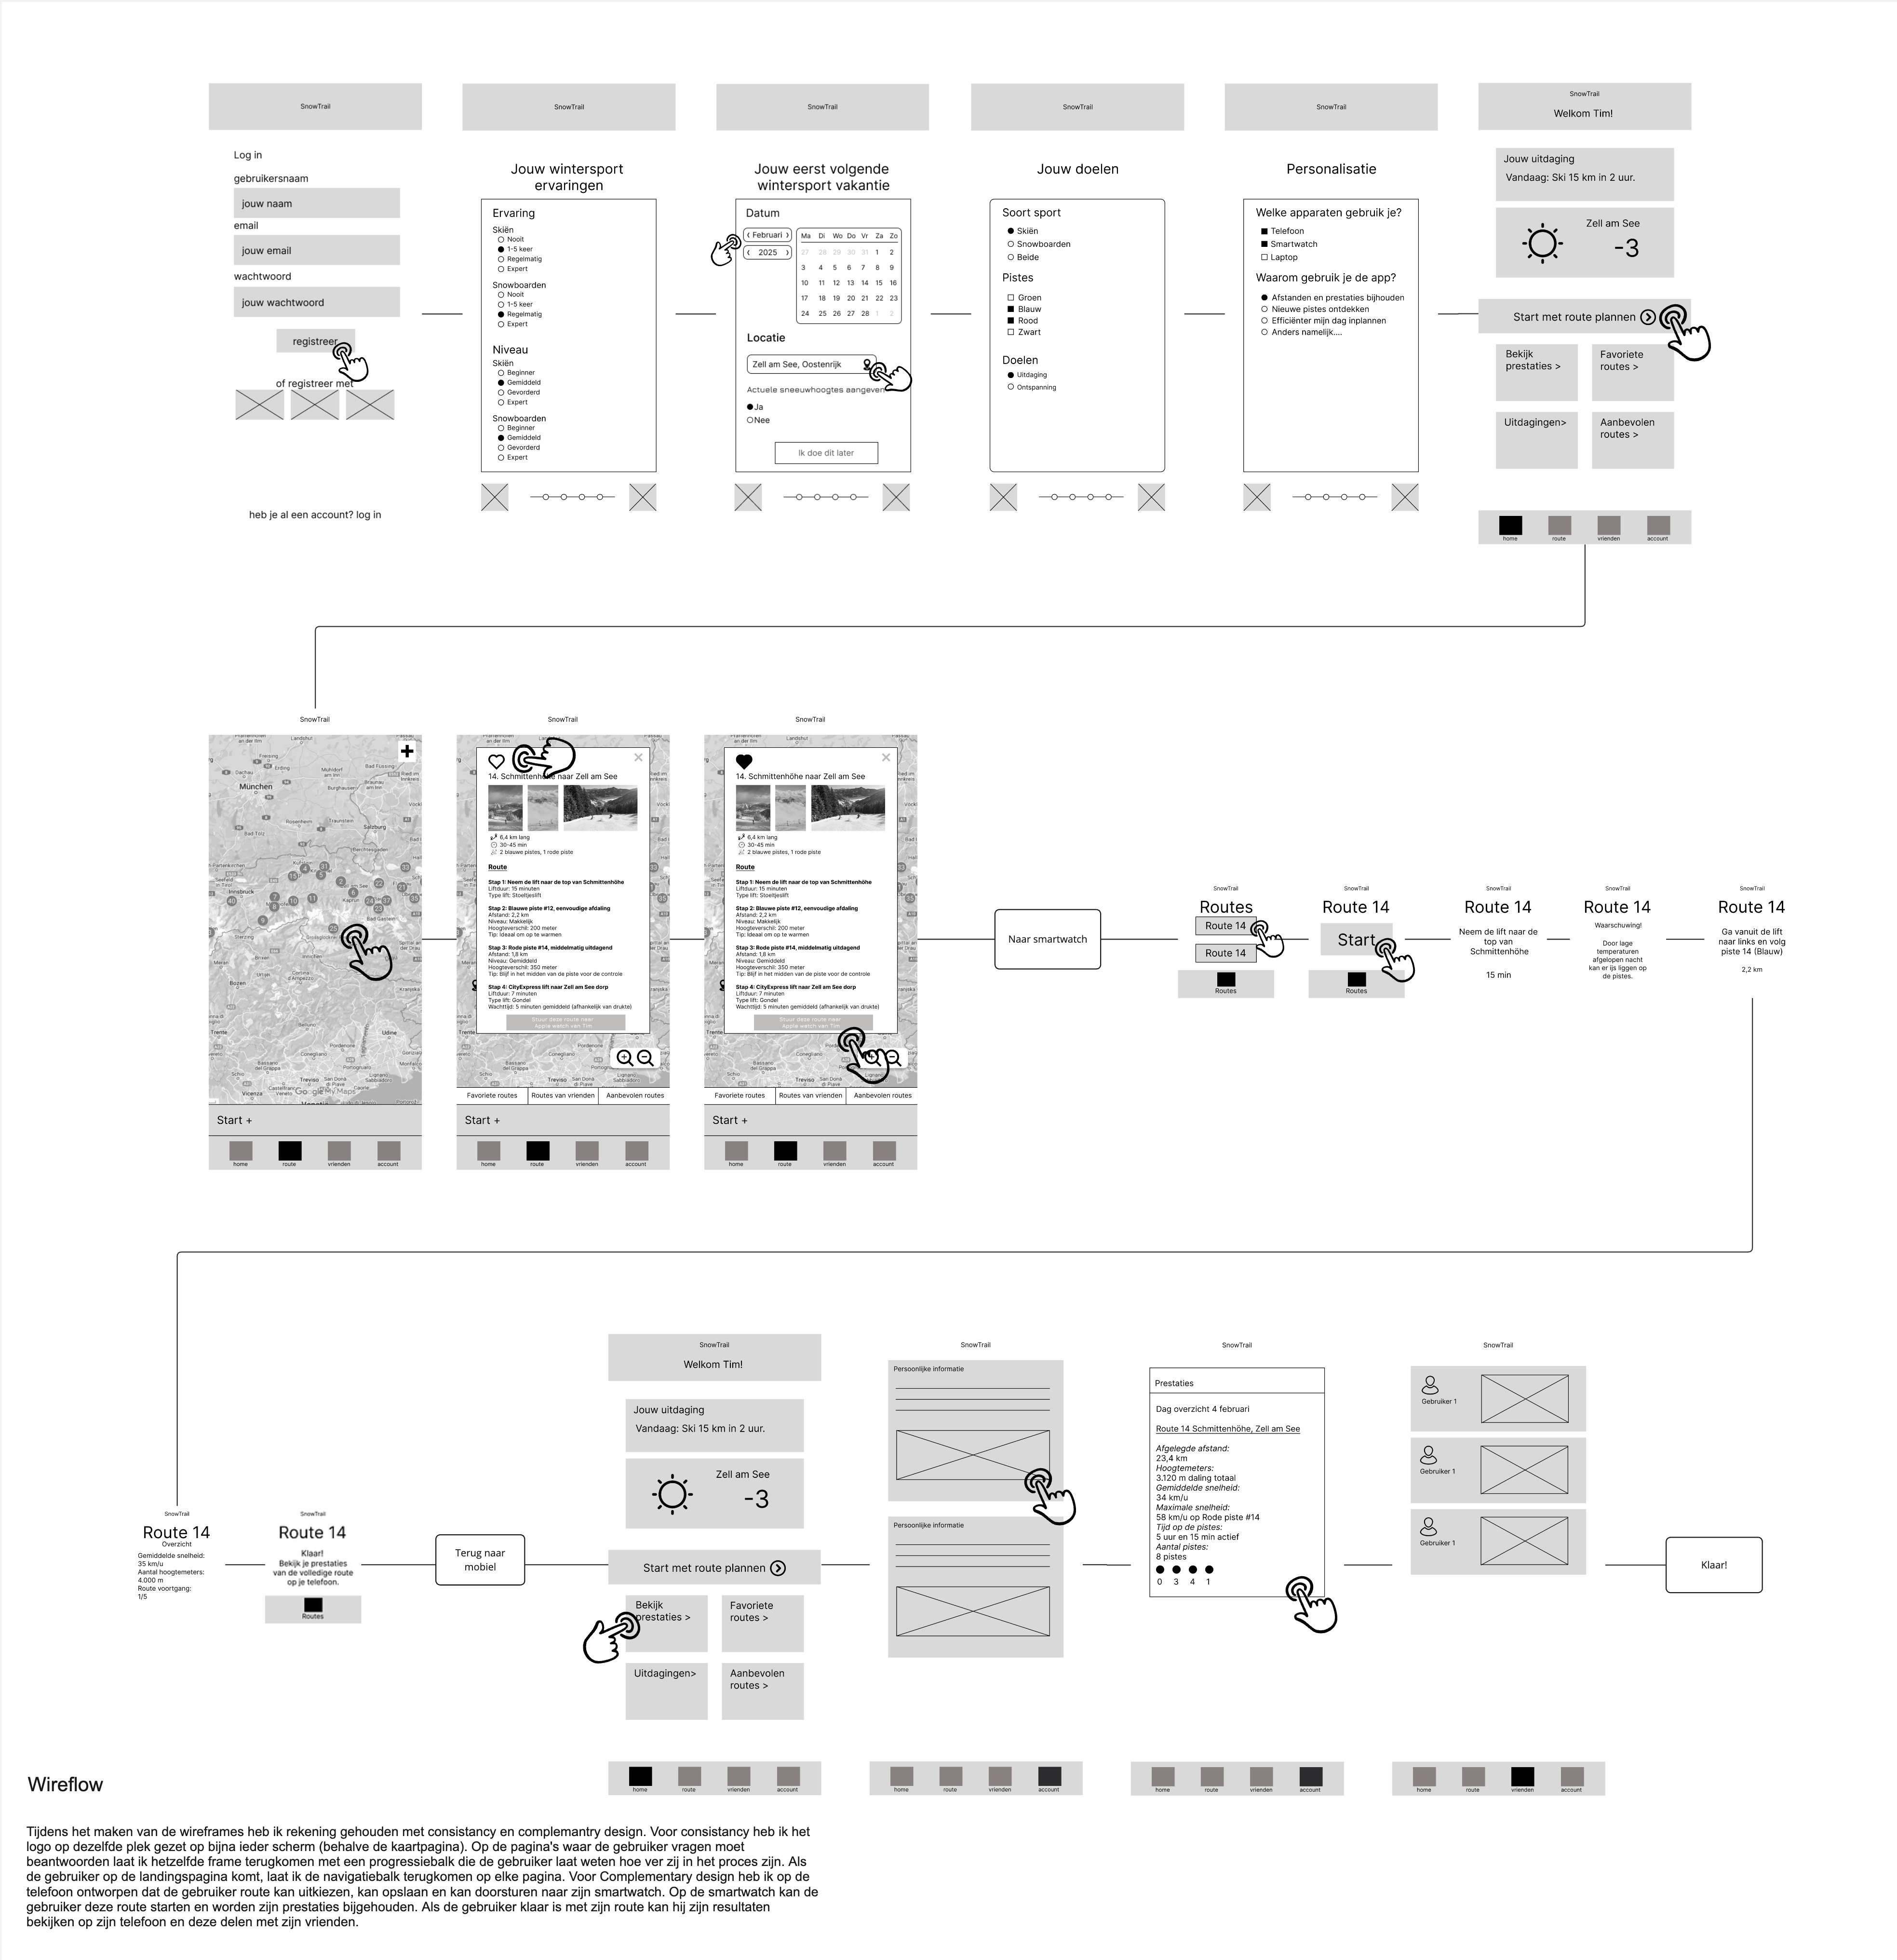 SnowTrail
Log in
gebruikersnaam
jouw naam
email
jouw email
wachtwoord
jouw wachtwoord
registreer
of registreer met
heb je al een account? log in
SnowTrail
Jouw wintersport
ervaringen
Ervaring
Skiën
Nooit
1-5 keer
Regelmatig
Expert
Snowboarden
Nooit
1-5 keer
Regelmatig
Expert
Niveau
Skiën
Beginner
Gemiddeld
Gevorderd
Expert
Snowboarden
Beginner
Gemiddeld
Gevorderd
Expert
SnowTrail
Jouw eerst volgende
wintersport vakantie
Datum
Februari
2025
Ma Di Wo Do Vr Za Zo
27 28 29 30 31 1 2
3 4 5 6 7 8 9
10 11 12 13 14 15 16
17 18 19 20 21 22 23
24 25 26 27 28 1 2
Locatie
Zell am See, Oostenrijk
Actuele sneeuwhoogtes aangeven
Ja
Nee
Ik doe dit later
SnowTrail
Jouw doelen
Soort sport
Skiën
Snowboarden
Beide
Pistes
Groen
Blauw
Rood
Zwart
Doelen
Uitdaging
Ontspanning
SnowTrail
Personalisatie
Welke apparaten gebruik je?
Telefoon
Smartwatch
Laptop
Waarom gebruik je de app?
Afstanden en prestaties bijhouden
Nieuwe pistes ontdekken
Efficiënter mijn dag inplannen
Anders namelijk....
SnowTrail
Welkom Tim!
Jouw uitdaging
Vandaag: Ski 15 km in 2 uur.
Zell am See
-3
Start met route plannen
Bekijk
prestaties >
Favoriete
routes >
Uitdagingen>
Aanbevolen
routes >
home route vrienden account
SnowTrail
München
Salzburg
Innsbruck
Bozen
Trente
Udine
Treviso
Vicenza
Google My Maps
Start +
home route vrienden account
SnowTrail
14. Schmittenhöhe naar Zell am See
6,4 km lang
30-45 min
2 blauwe pistes, 1 rode piste
Route
Stap 1: Neem de lift naar de top van Schmittenhöhe
Liftduur: 15 minuten
Type lift: Stoeltjeslift
Stap 2: Blauwe piste #12, eenvoudige afdaling
Afstand: 2,2 km
Niveau: Makkelijk
Hoogteverschil: 200 meter
Tip: Ideaal om op te warmen
Stap 3: Rode piste #14, middelmatig uitdagend
Afstand: 1,8 km
Niveau: Gemiddeld
Hoogteverschil: 350 meter
Tip: Blijf in het midden van de piste voor de controle
Stap 4: CityExpress lift naar Zell am See dorp
Liftduur: 7 minuten
Type lift: Gondel
Wachttijd: 5 minuten gemiddeld (afhankelijk van drukte)
Stuur deze route naar
Apple watch van Tim
Favoriete routes Routes van vrienden Aanbevolen routes
Start +
home route vrienden account
SnowTrail
14. Schmittenhöhe naar Zell am See
6,4 km lang
30-45 min
2 blauwe pistes, 1 rode piste
Route
Stap 1: Neem de lift naar de top van Schmittenhöhe
Liftduur: 15 minuten
Type lift: Stoeltjeslift
Stap 2: Blauwe piste #12, eenvoudige afdaling
Afstand: 2,2 km
Niveau: Makkelijk
Hoogteverschil: 200 meter
Tip: Ideaal om op te warmen
Stap 3: Rode piste #14, middelmatig uitdagend
Afstand: 1,8 km
Niveau: Gemiddeld
Hoogteverschil: 350 meter
Tip: Blijf in het midden van de piste voor de controle
Stap 4: CityExpress lift naar Zell am See dorp
Liftduur: 7 minuten
Type lift: Gondel
Wachttijd: 5 minuten gemiddeld (afhankelijk van drukte)
Stuur deze route naar
Apple watch van Tim
Favoriete routes Routes van vrienden Aanbevolen routes
Start +
home route vrienden account
Naar smartwatch
SnowTrail
Routes
Route 14
Route 14
Routes
SnowTrail
Route 14
Start
Routes
SnowTrail
Route 14
Neem de lift naar de
top van
Schmittenhöhe
15 min
SnowTrail
Route 14
Waarschuwing!
Door lage
temperaturen
afgelopen nacht
kan er ijs liggen op
de pistes.
SnowTrail
Route 14
Ga vanuit de lift
naar links en volg
piste 14 (Blauw)
2,2 km
SnowTrail
Route 14
Overzicht
Gemiddelde snelheid:
35 km/u
Aantal hoogtemeters:
4.000 m
Route voortgang:
1/5
SnowTrail
Route 14
Klaar!
Bekijk je prestaties
van de volledige route
op je telefoon.
Routes
Terug naar
mobiel
SnowTrail
Welkom Tim!
Jouw uitdaging
Vandaag: Ski 15 km in 2 uur.
Zell am See
-3
Start met route plannen
Bekijk
prestaties >
Favoriete
routes >
Uitdagingen>
Aanbevolen
routes >
home route vrienden account
SnowTrail
Persoonlijke informatie
Persoonlijke informatie
home route vrienden account
SnowTrail
Prestaties
Dag overzicht 4 februari
Route 14 Schmittenhöhe, Zell am See
Afgelegde afstand:
23,4 km
Hoogtemeters:
3.120 m daling totaal
Gemiddelde snelheid:
34 km/u
Maximale snelheid:
58 km/u op Rode piste #14
Tijd op de pistes:
5 uur en 15 min actief
Aantal pistes:
8 pistes
0 3 4 1
home route vrienden account
SnowTrail
Gebruiker 1
Gebruiker 1
Gebruiker 1
home route vrienden account
Klaar!
Wireflow
Tijdens het maken van de wireframes heb ik rekening gehouden met consistancy en complemantry design. Voor consistancy heb ik het
logo op dezelfde plek gezet op bijna ieder scherm (behalve de kaartpagina). Op de pagina's waar de gebruiker vragen moet
beantwoorden laat ik hetzelfde frame terugkomen met een progressiebalk die de gebruiker laat weten hoe ver zij in het proces zijn. Als
de gebruiker op de landingspagina komt, laat ik de navigatiebalk terugkomen op elke pagina. Voor Complementary design heb ik op de
telefoon ontworpen dat de gebruiker route kan uitkiezen, kan opslaan en kan doorsturen naar zijn smartwatch. Op de smartwatch kan de
gebruiker deze route starten en worden zijn prestaties bijgehouden. Als de gebruiker klaar is met zijn route kan hij zijn resultaten
bekijken op zijn telefoon en deze delen met zijn vrienden.